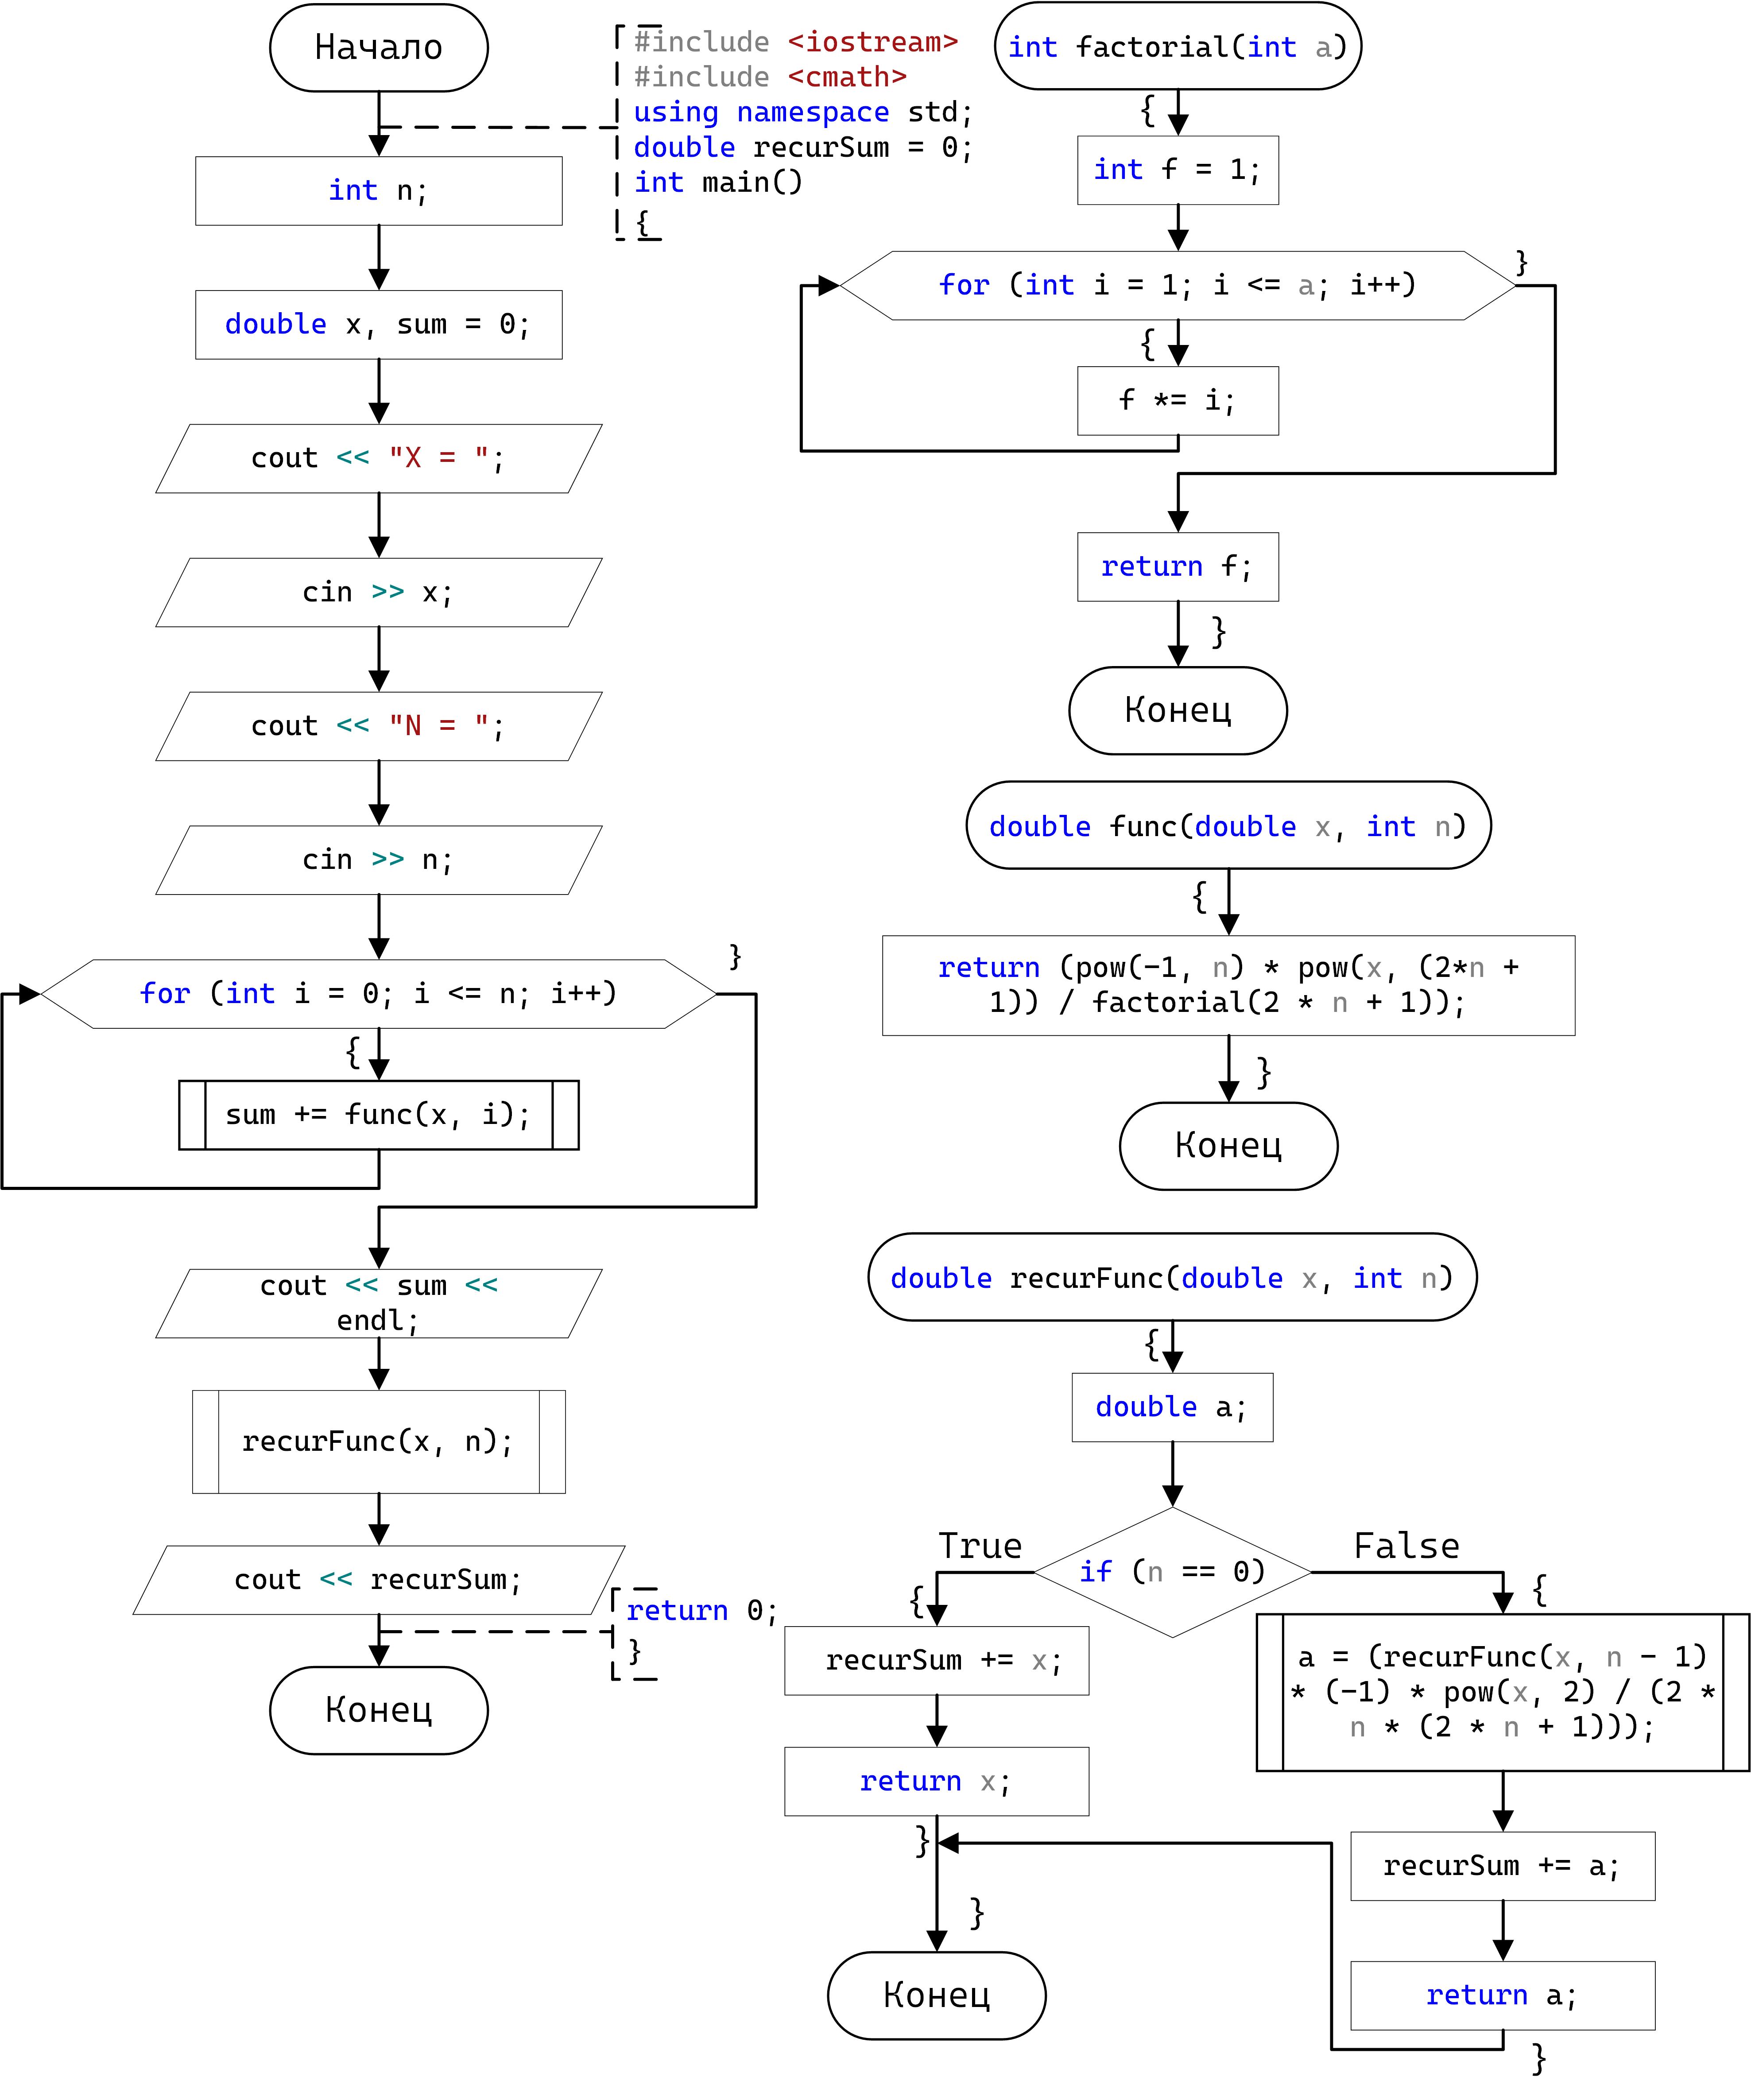 Начало
#include <iostream>
#include <cmath>
using namespace std;
double recurSum = 0;
int main()
{
int n;
double x, sum = 0;
cout << "X = ";
cin >> x;
cout << "N = ";
cin >> n;
for (int i = 0; i <= n; i++)
}
{
sum += func(x, i);
cout << sum <<
endl;
recurFunc(x, n);
cout << recurSum;
return 0;
}
Конец
int factorial(int a)
{
int f = 1;
for (int i = 1; i <= a; i++)
}
{
f *= i;
return f;
}
Конец
double func(double x, int n)
{
return (pow(-1, n) * pow(x, (2*n +
1)) / factorial(2 * n + 1));
}
Конец
double recurFunc(double x, int n)
{
double a;
if (n == 0)
True
{
recurSum += x;
return x;
}
False
{
a = (recurFunc(x, n - 1)
* (-1) * pow(x, 2) / (2 *
n * (2 * n + 1)));
recurSum += a;
return a;
}
}
Конец